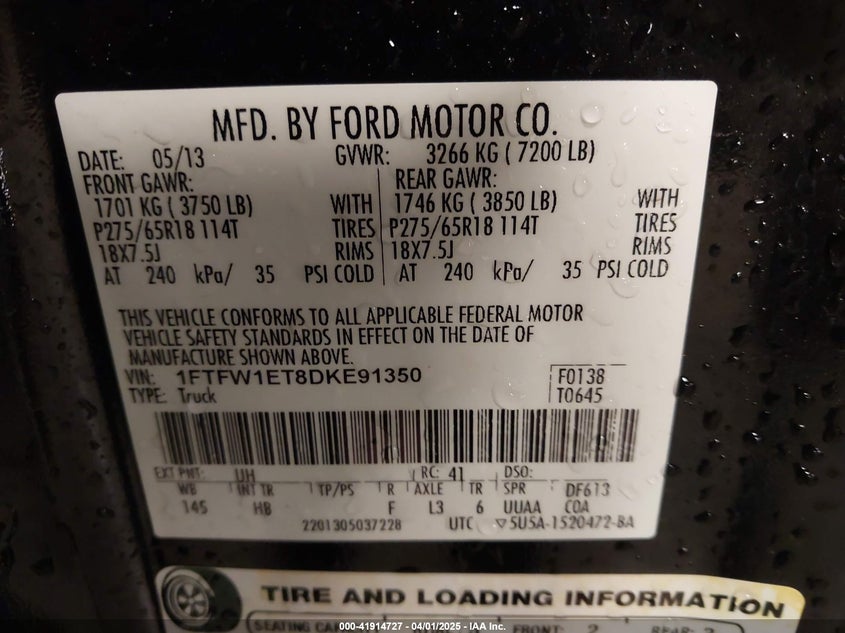 MFD. BY FORD MOTOR CO.
DATE: 05/13 GVWR: 3266 KG ( 7200 LB)
FRONT GAWR: REAR GAWR:
1701 KG ( 3750 LB) WITH 1746 KG ( 3850 LB) WITH
P275/65R18 114T TIRES P275/65R18 114T TIRES
18X7.5J RIMS 18X7.5J RIMS
AT 240 kPa/ 35 PSI COLD AT 240 kPa/ 35 PSI COLD
THIS VEHICLE CONFORMS TO ALL APPLICABLE FEDERAL MOTOR
VEHICLE SAFETY STANDARDS IN EFFECT ON THE DATE OF
MANUFACTURE SHOWN ABOVE.
VIN: 1FTFW1ET8DKE91350 F0138
TYPE: Truck T0645
EXT PNT: UH RC: 41 DSO:
WB INT TR TP/PS R AXLE TR SPR DF613
145 HB F L3 6 UUAA COA
2201305037228 UTC ▽5U5A-1520472-BA
TIRE AND LOADING INFORMATION
SEATING FRONT: 2 REAR:
000-41914727 - 04/01/2025 - IAA Inc.